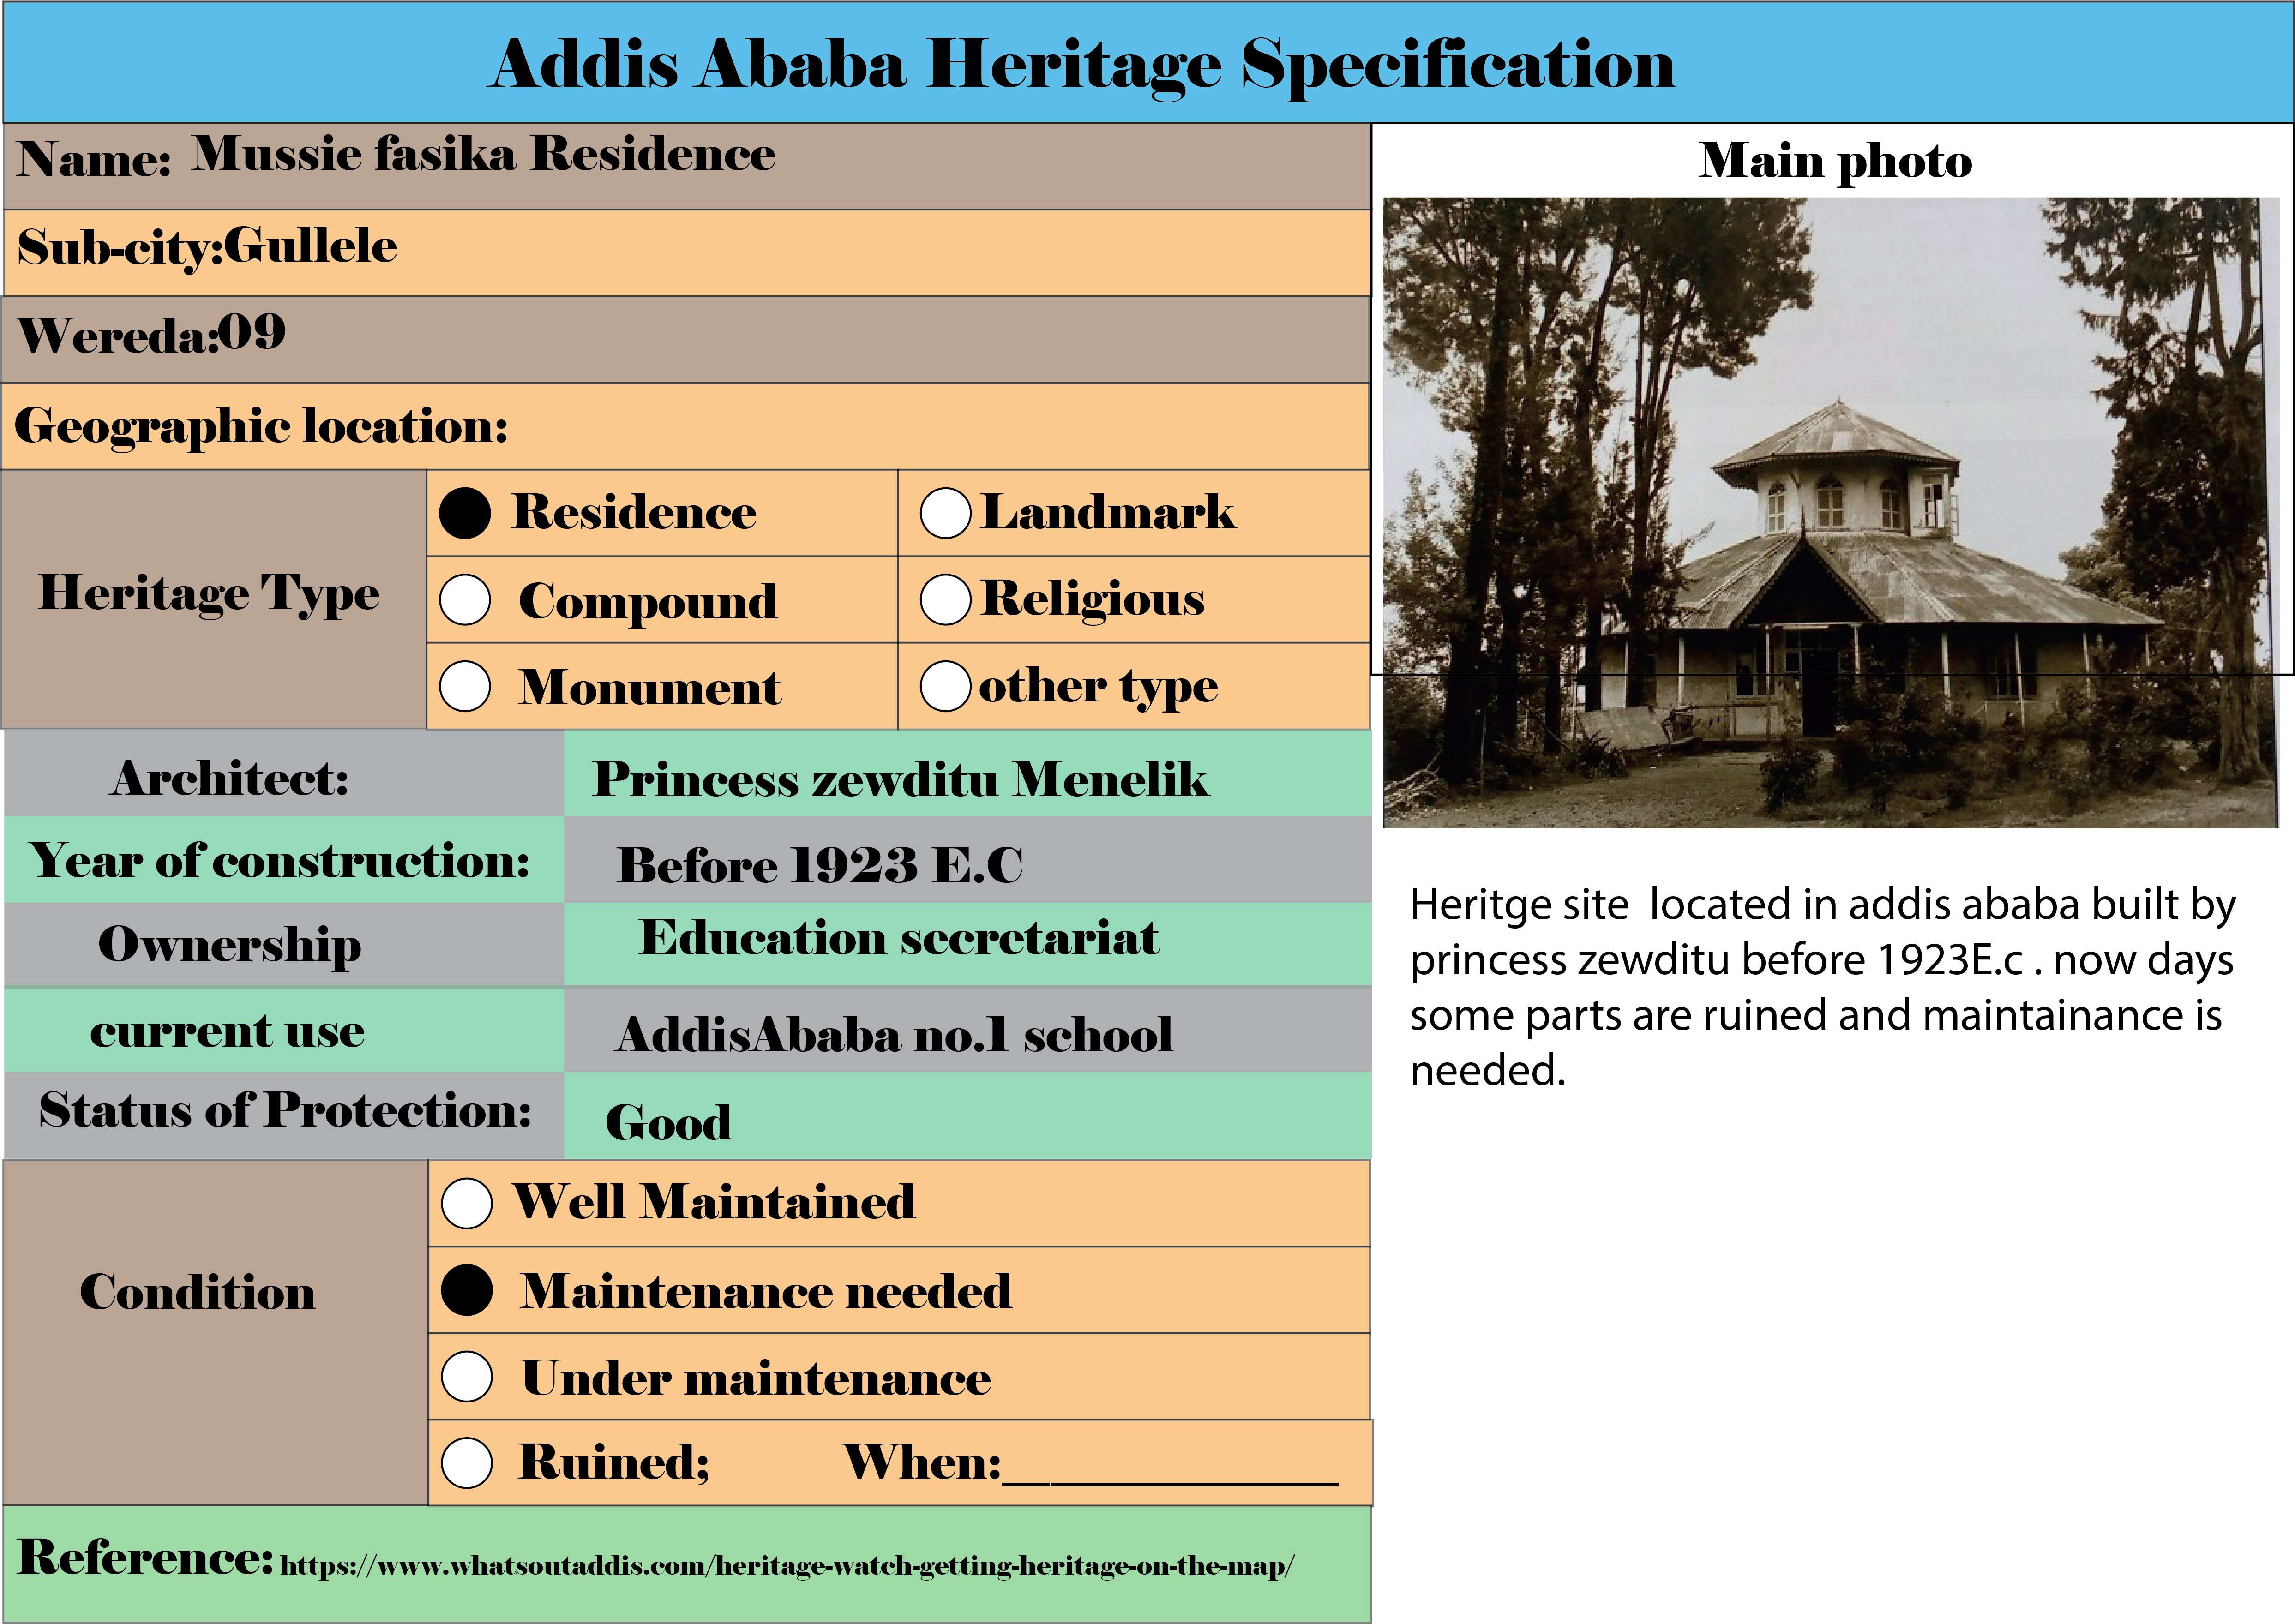 Addis Ababa Heritage Specification
Name: Mussie fasika Residence
Sub-city:Gullele
Wereda:09
Geographic location:
Heritage Type
Residence
Landmark
Compound
Religious
Monument
other type
Architect: Princess zewditu Menelik
Year of construction: Before 1923 E.C
Ownership Education secretariat
current use AddisAbaba no.1 school
Status of Protection: Good
Condition
Well Maintained
Maintenance needed
Under maintenance
Ruined; When:______________
Reference: https://www.whatsoutaddis.com/heritage-watch-getting-heritage-on-the-map/
Main photo
Heritge site located in addis ababa built by
princess zewditu before 1923E.c . now days
some parts are ruined and maintainance is
needed.